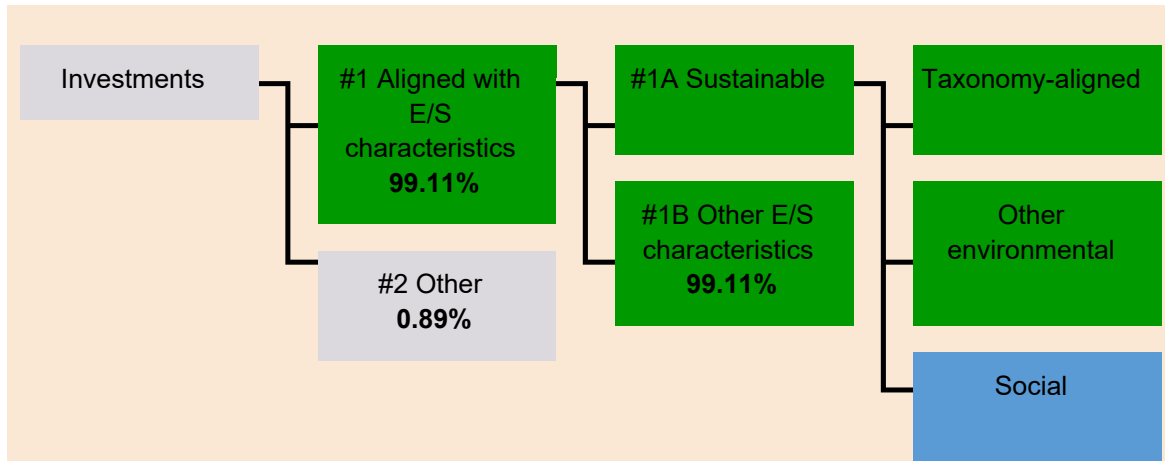 Investments
#1 Aligned with
E/S
characteristics
99.11%
#2 Other
0.89%
#1A Sustainable
#1B Other E/S
characteristics
99.11%
Taxonomy-aligned
Other
environmental
Social